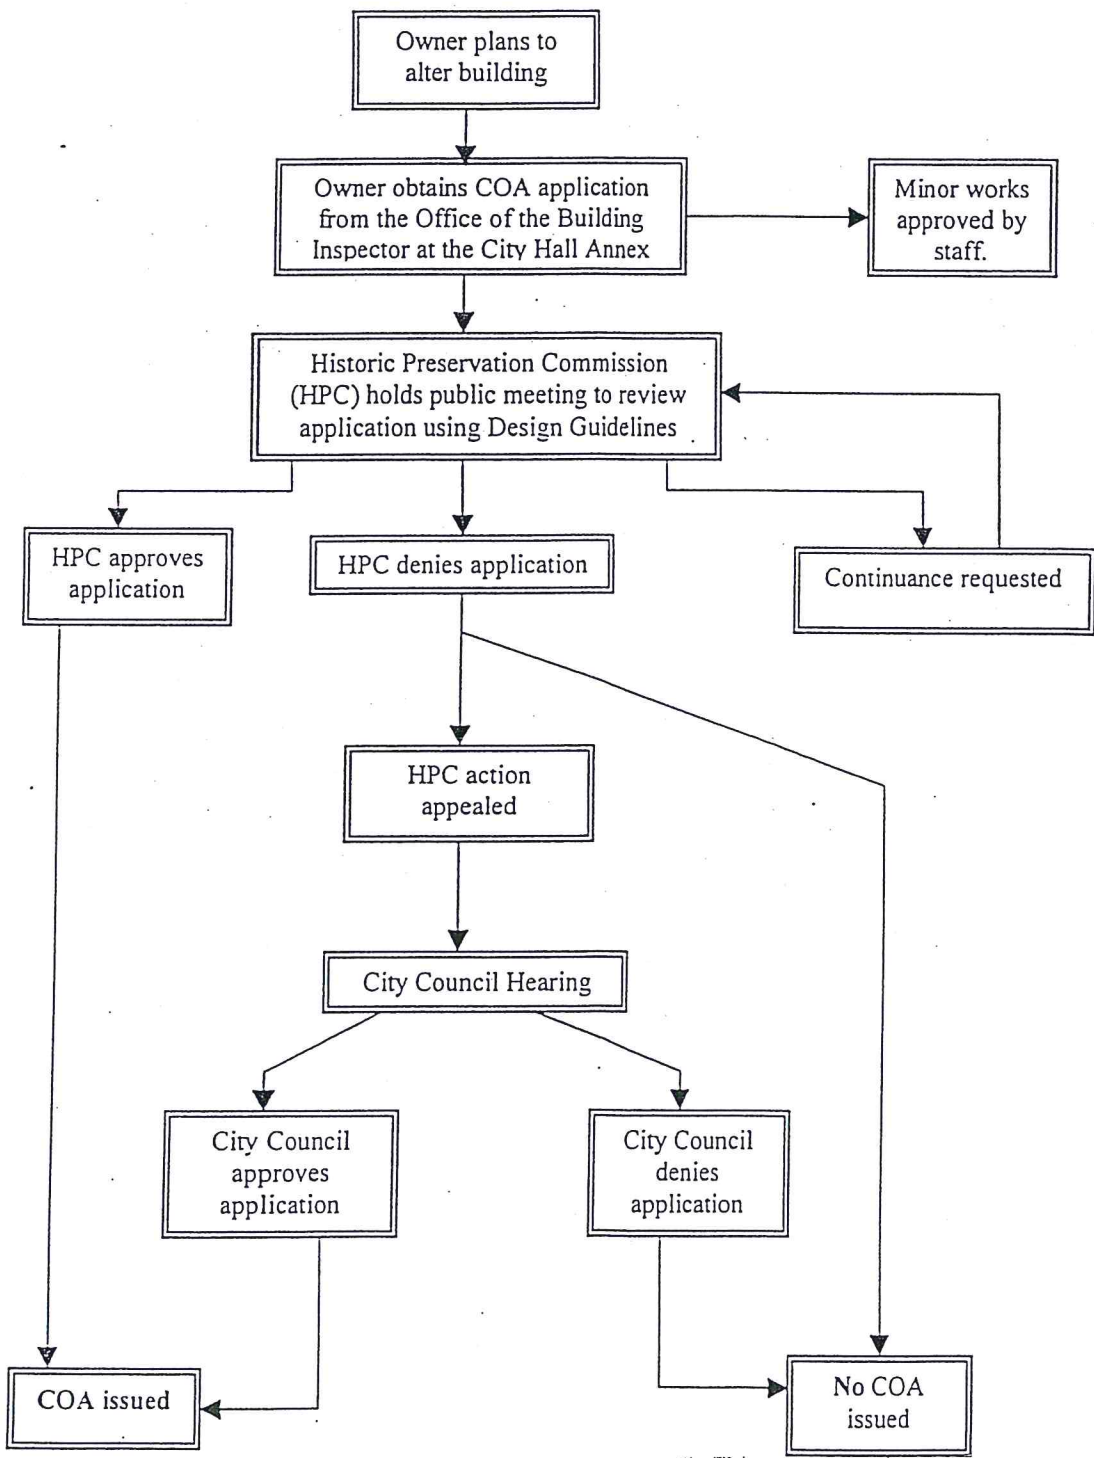 Owner plans to
alter building
Owner obtains COA application
from the Office of the Building
Inspector at the City Hall Annex
Minor works
approved by
staff.
Historic Preservation Commission
(HPC) holds public meeting to review
application using Design Guidelines
HPC approves
application
HPC denies application
Continuance requested
HPC action
appealed
City Council Hearing
City Council
approves
application
City Council
denies
application
COA issued
No COA
issued